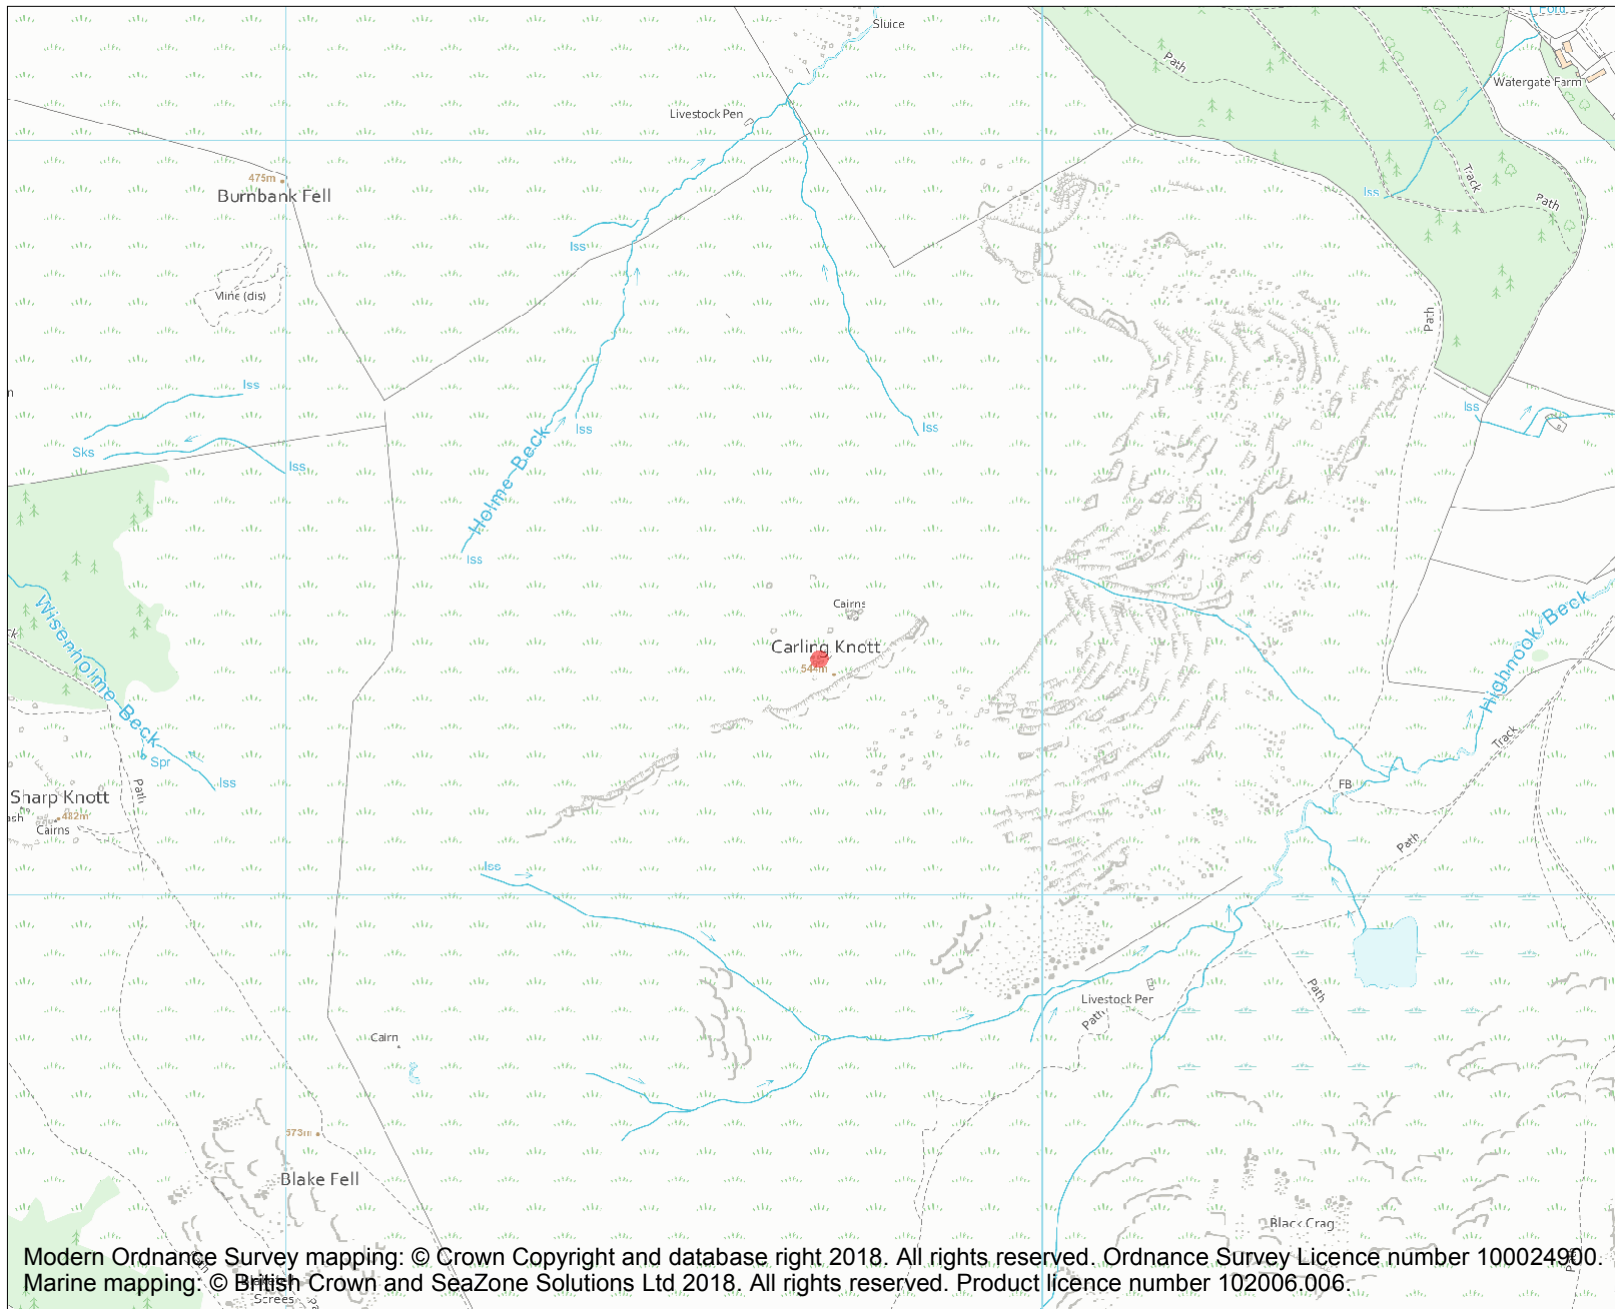 Sluice
Ford
Path
Watergate Farm
Livestock Pen
475m
Burnbank Fell
Iss
Track
Path
Iss
Mine (dis)
Path
Iss
Iss
Iss
Iss
Sks
Iss
Holme Beck
Iss
Cairns
Carling Knott
544m
Wisenholme Beck
Highnook Beck
Spr
Iss
Track
Path
FB
Sharp Knott
482m
Cairns
Path
Iss
Path
Livestock Pen
Path
Cairn
573m
Blake Fell
Black Crag
Path
Path
Modern Ordnance Survey mapping: © Crown Copyright and database right 2018. All rights reserved. Ordnance Survey Licence number 100024900.
Marine mapping: © British Crown and SeaZone Solutions Ltd 2018. All rights reserved. Product licence number 102006.006.
Screes